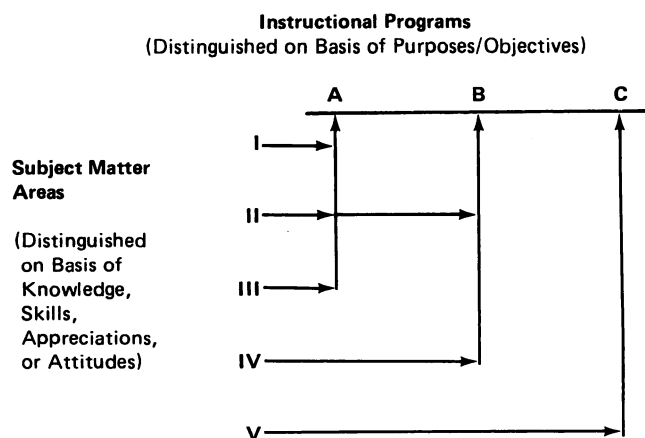 Instructional Programs
(Distinguished on Basis of Purposes/Objectives)
A B C
I
Subject Matter
Areas
II
(Distinguished
on Basis of
Knowledge,
III
Skills,
Appreciations,
or Attitudes)
IV
V